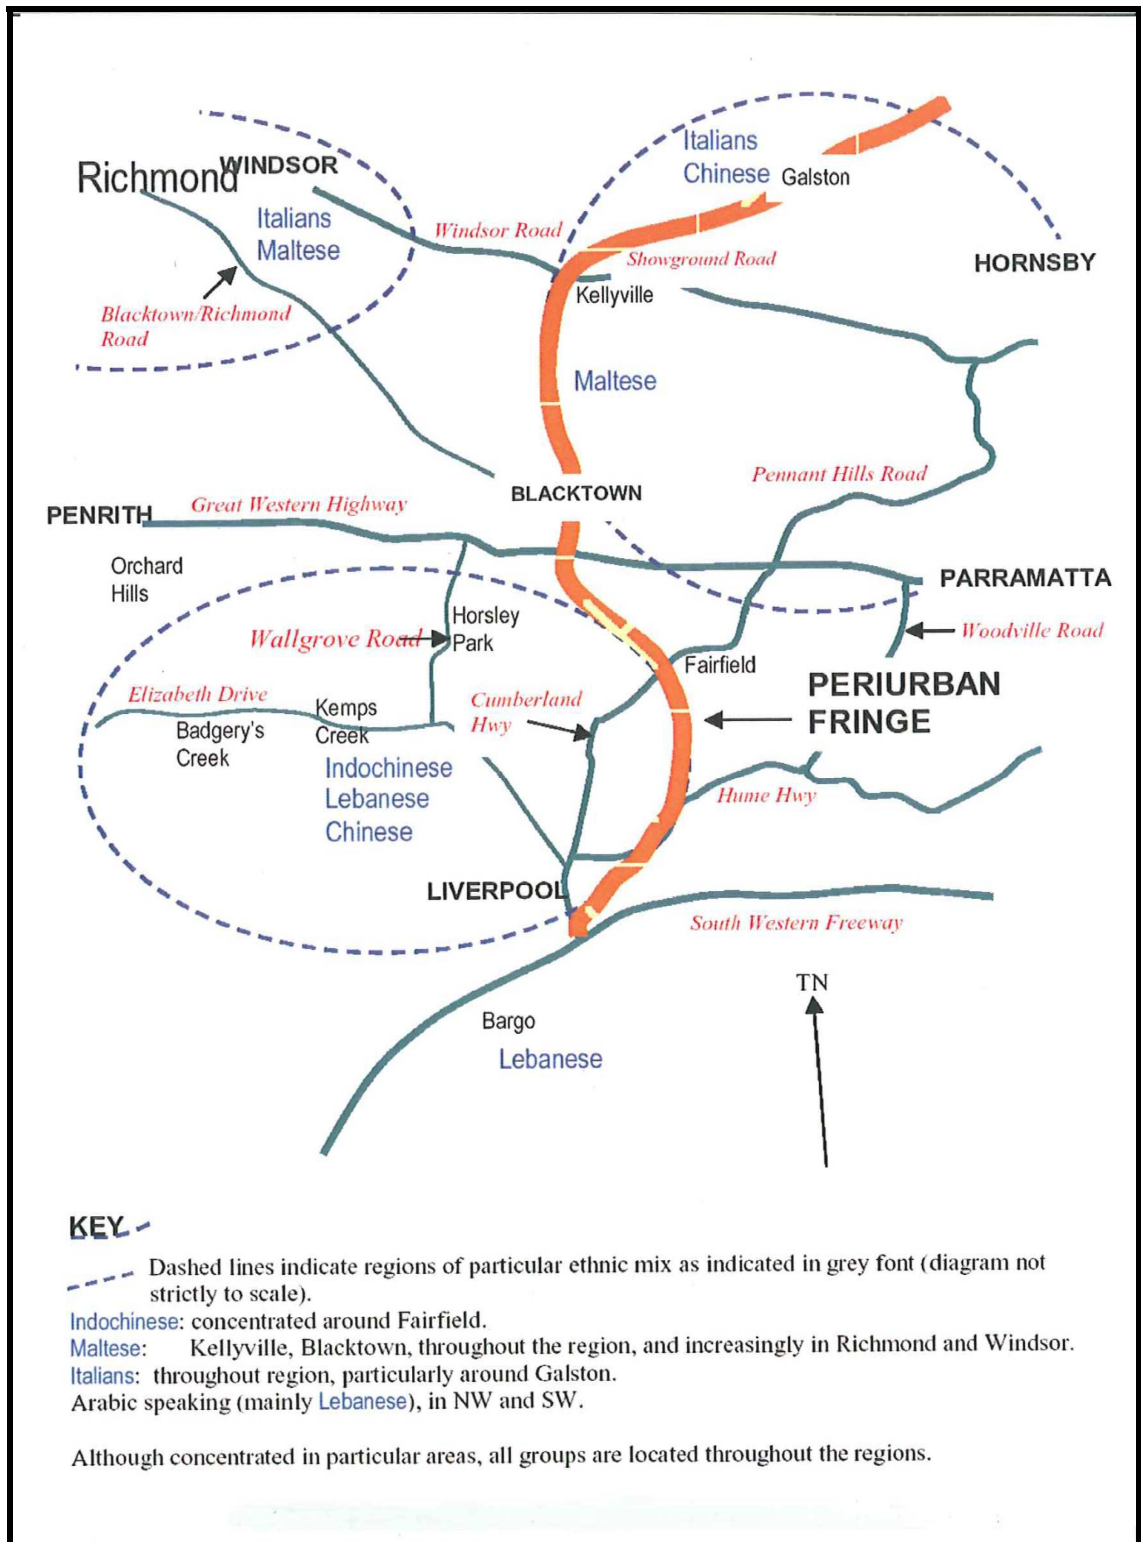 Italians
Chinese
Galston
Richmond
WINDSOR
Italians
Maltese
Windsor Road
Showground Road
HORNSBY
Kellyville
Blacktown/Richmond
Road
Maltese
Pennant Hills Road
BLACKTOWN
Great Western Highway
PENRITH
Orchard
Hills
PARRAMATTA
Horsley
Park
Wallgrove Road
Woodville Road
Fairfield
PERIURBAN
FRINGE
Elizabeth Drive
Kemps
Creek
Cumberland
Hwy
Badgery's
Creek
Indochinese
Lebanese
Chinese
Hume Hwy
LIVERPOOL
South Western Freeway
TN
Bargo
Lebanese
KEY
Dashed lines indicate regions of particular ethnic mix as indicated in grey font (diagram not
strictly to scale).
Indochinese: concentrated around Fairfield.
Maltese: Kellyville, Blacktown, throughout the region, and increasingly in Richmond and Windsor.
Italians: throughout region, particularly around Galston.
Arabic speaking (mainly Lebanese), in NW and SW.
Although concentrated in particular areas, all groups are located throughout the regions.